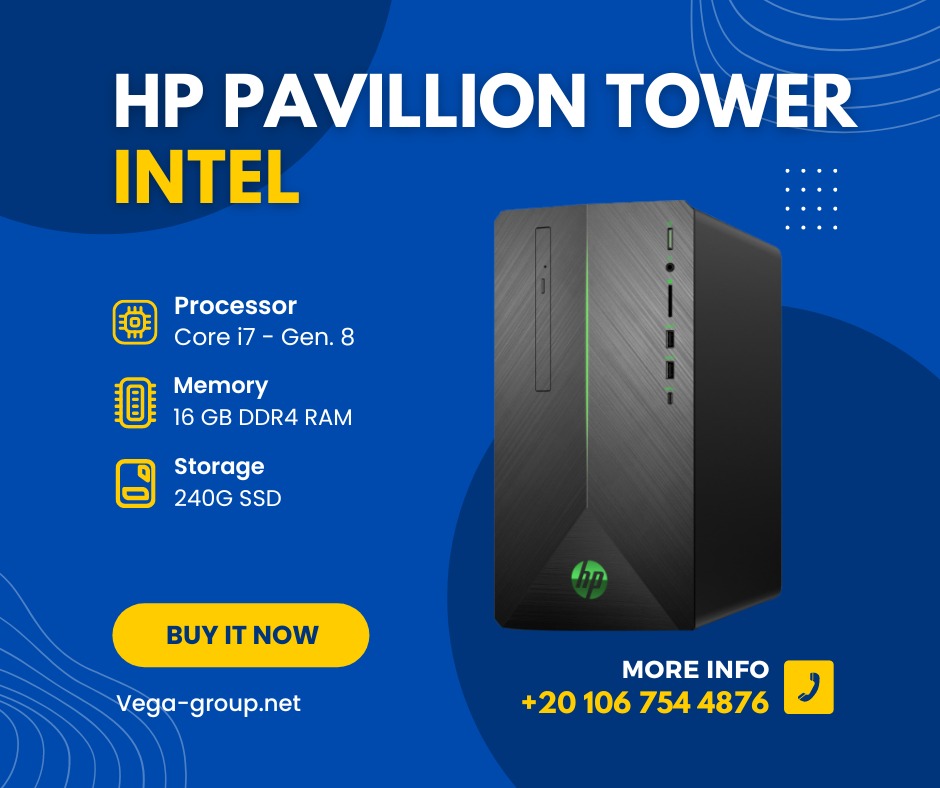 HP PAVILLION TOWER
INTEL
Processor
Core i7 - Gen. 8
Memory
16 GB DDR4 RAM
Storage
240G SSD
hp
BUY IT NOW
Vega-group.net
MORE INFO
+20 106 754 4876